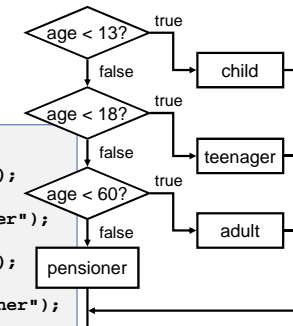 age < 13?
true
child
false
age < 18?
true
teenager
false
age < 60?
true
adult
false
pensioner
);
er");
);
ner");